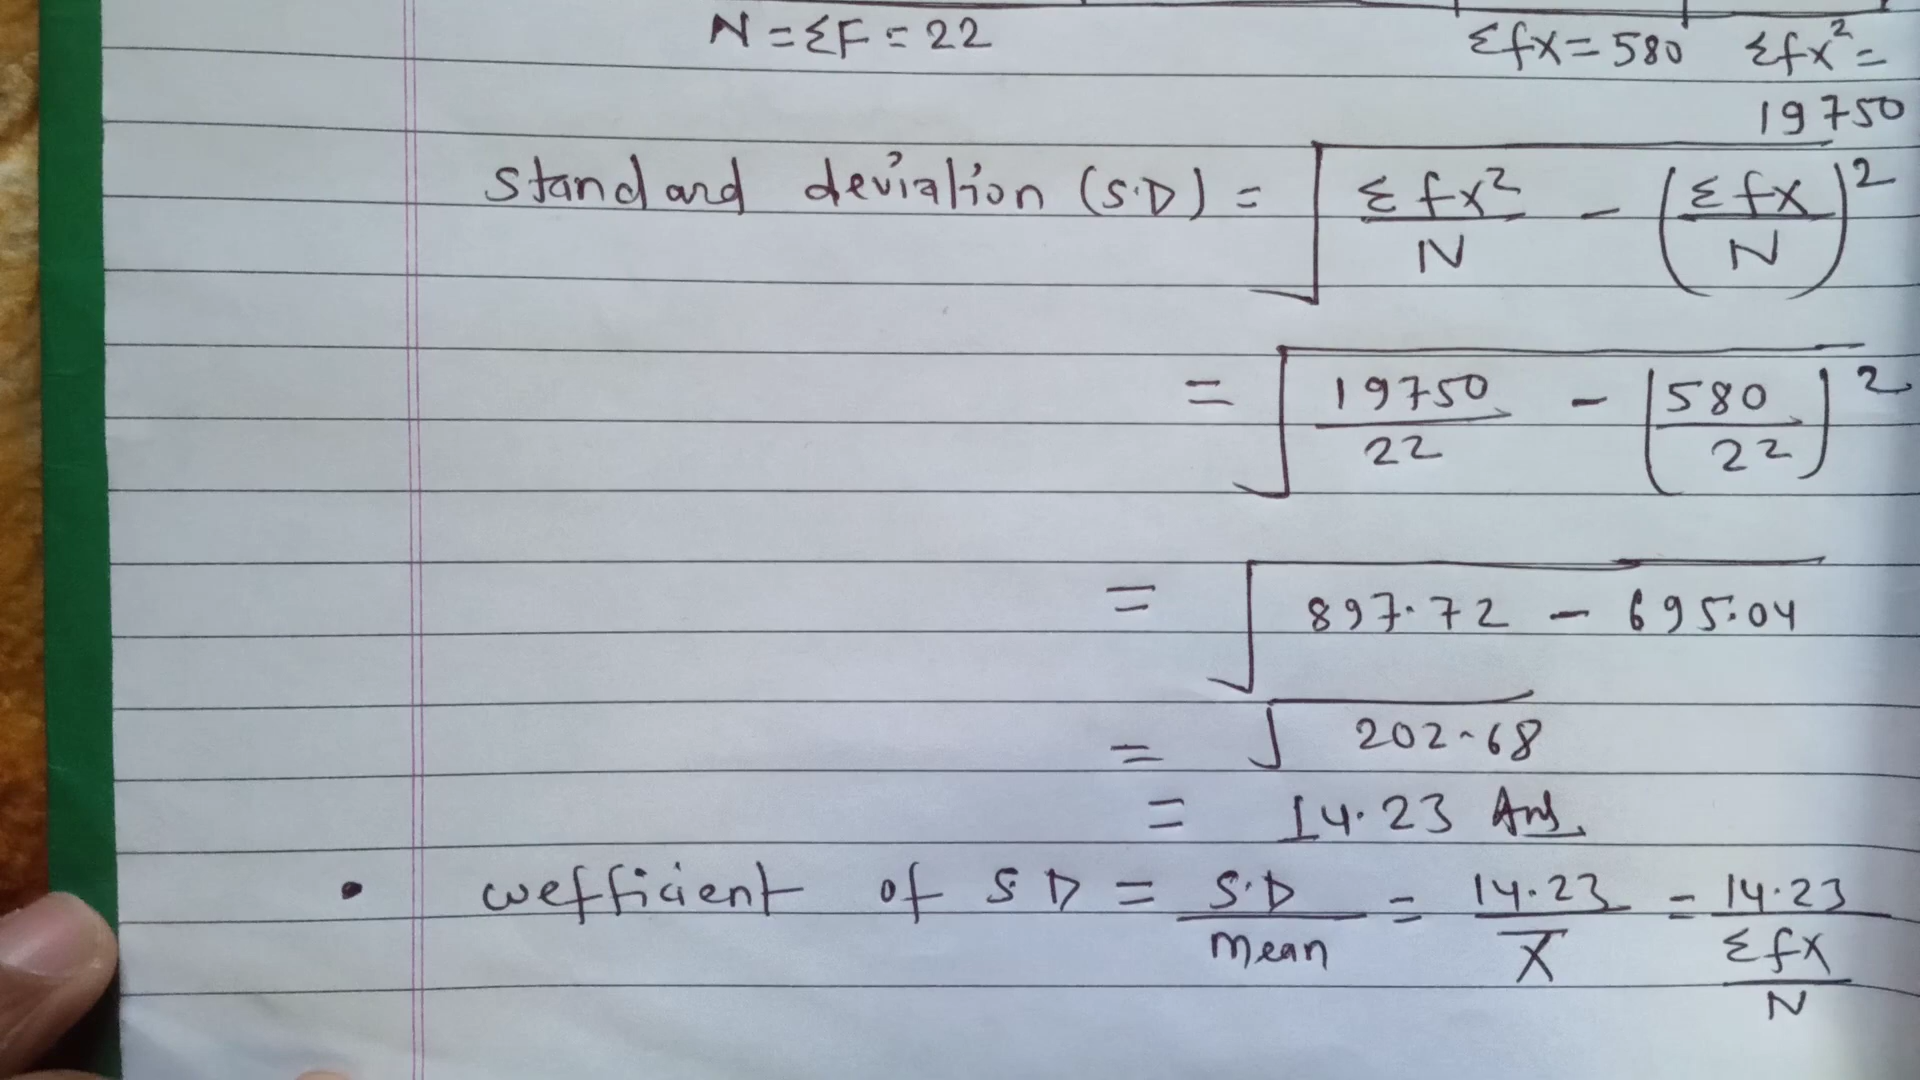 N = ΣF = 22 Σfx = 580 Σfx² =
19750
Standard deviation (S.D) = √(Σfx²/N - (Σfx/N)²)
= √(19750/22 - (580/22)²)
= √(897.72 - 695.04)
= √202.68
= 14.23 Ans.
• coefficient of S.D = S.D/Mean = 14.23/X̄ = 14.23/(Σfx/N)